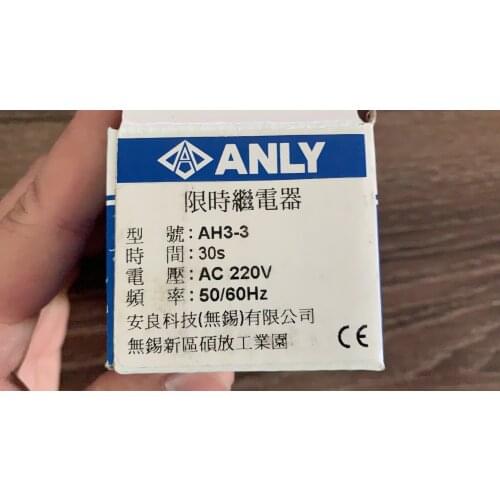 ANLY
限時繼電器
型 號：AH3-3
時 間：30s
電 壓：AC 220V
頻 率：50/60Hz
安良科技(無錫)有限公司
無錫新區碩放工業園
CE